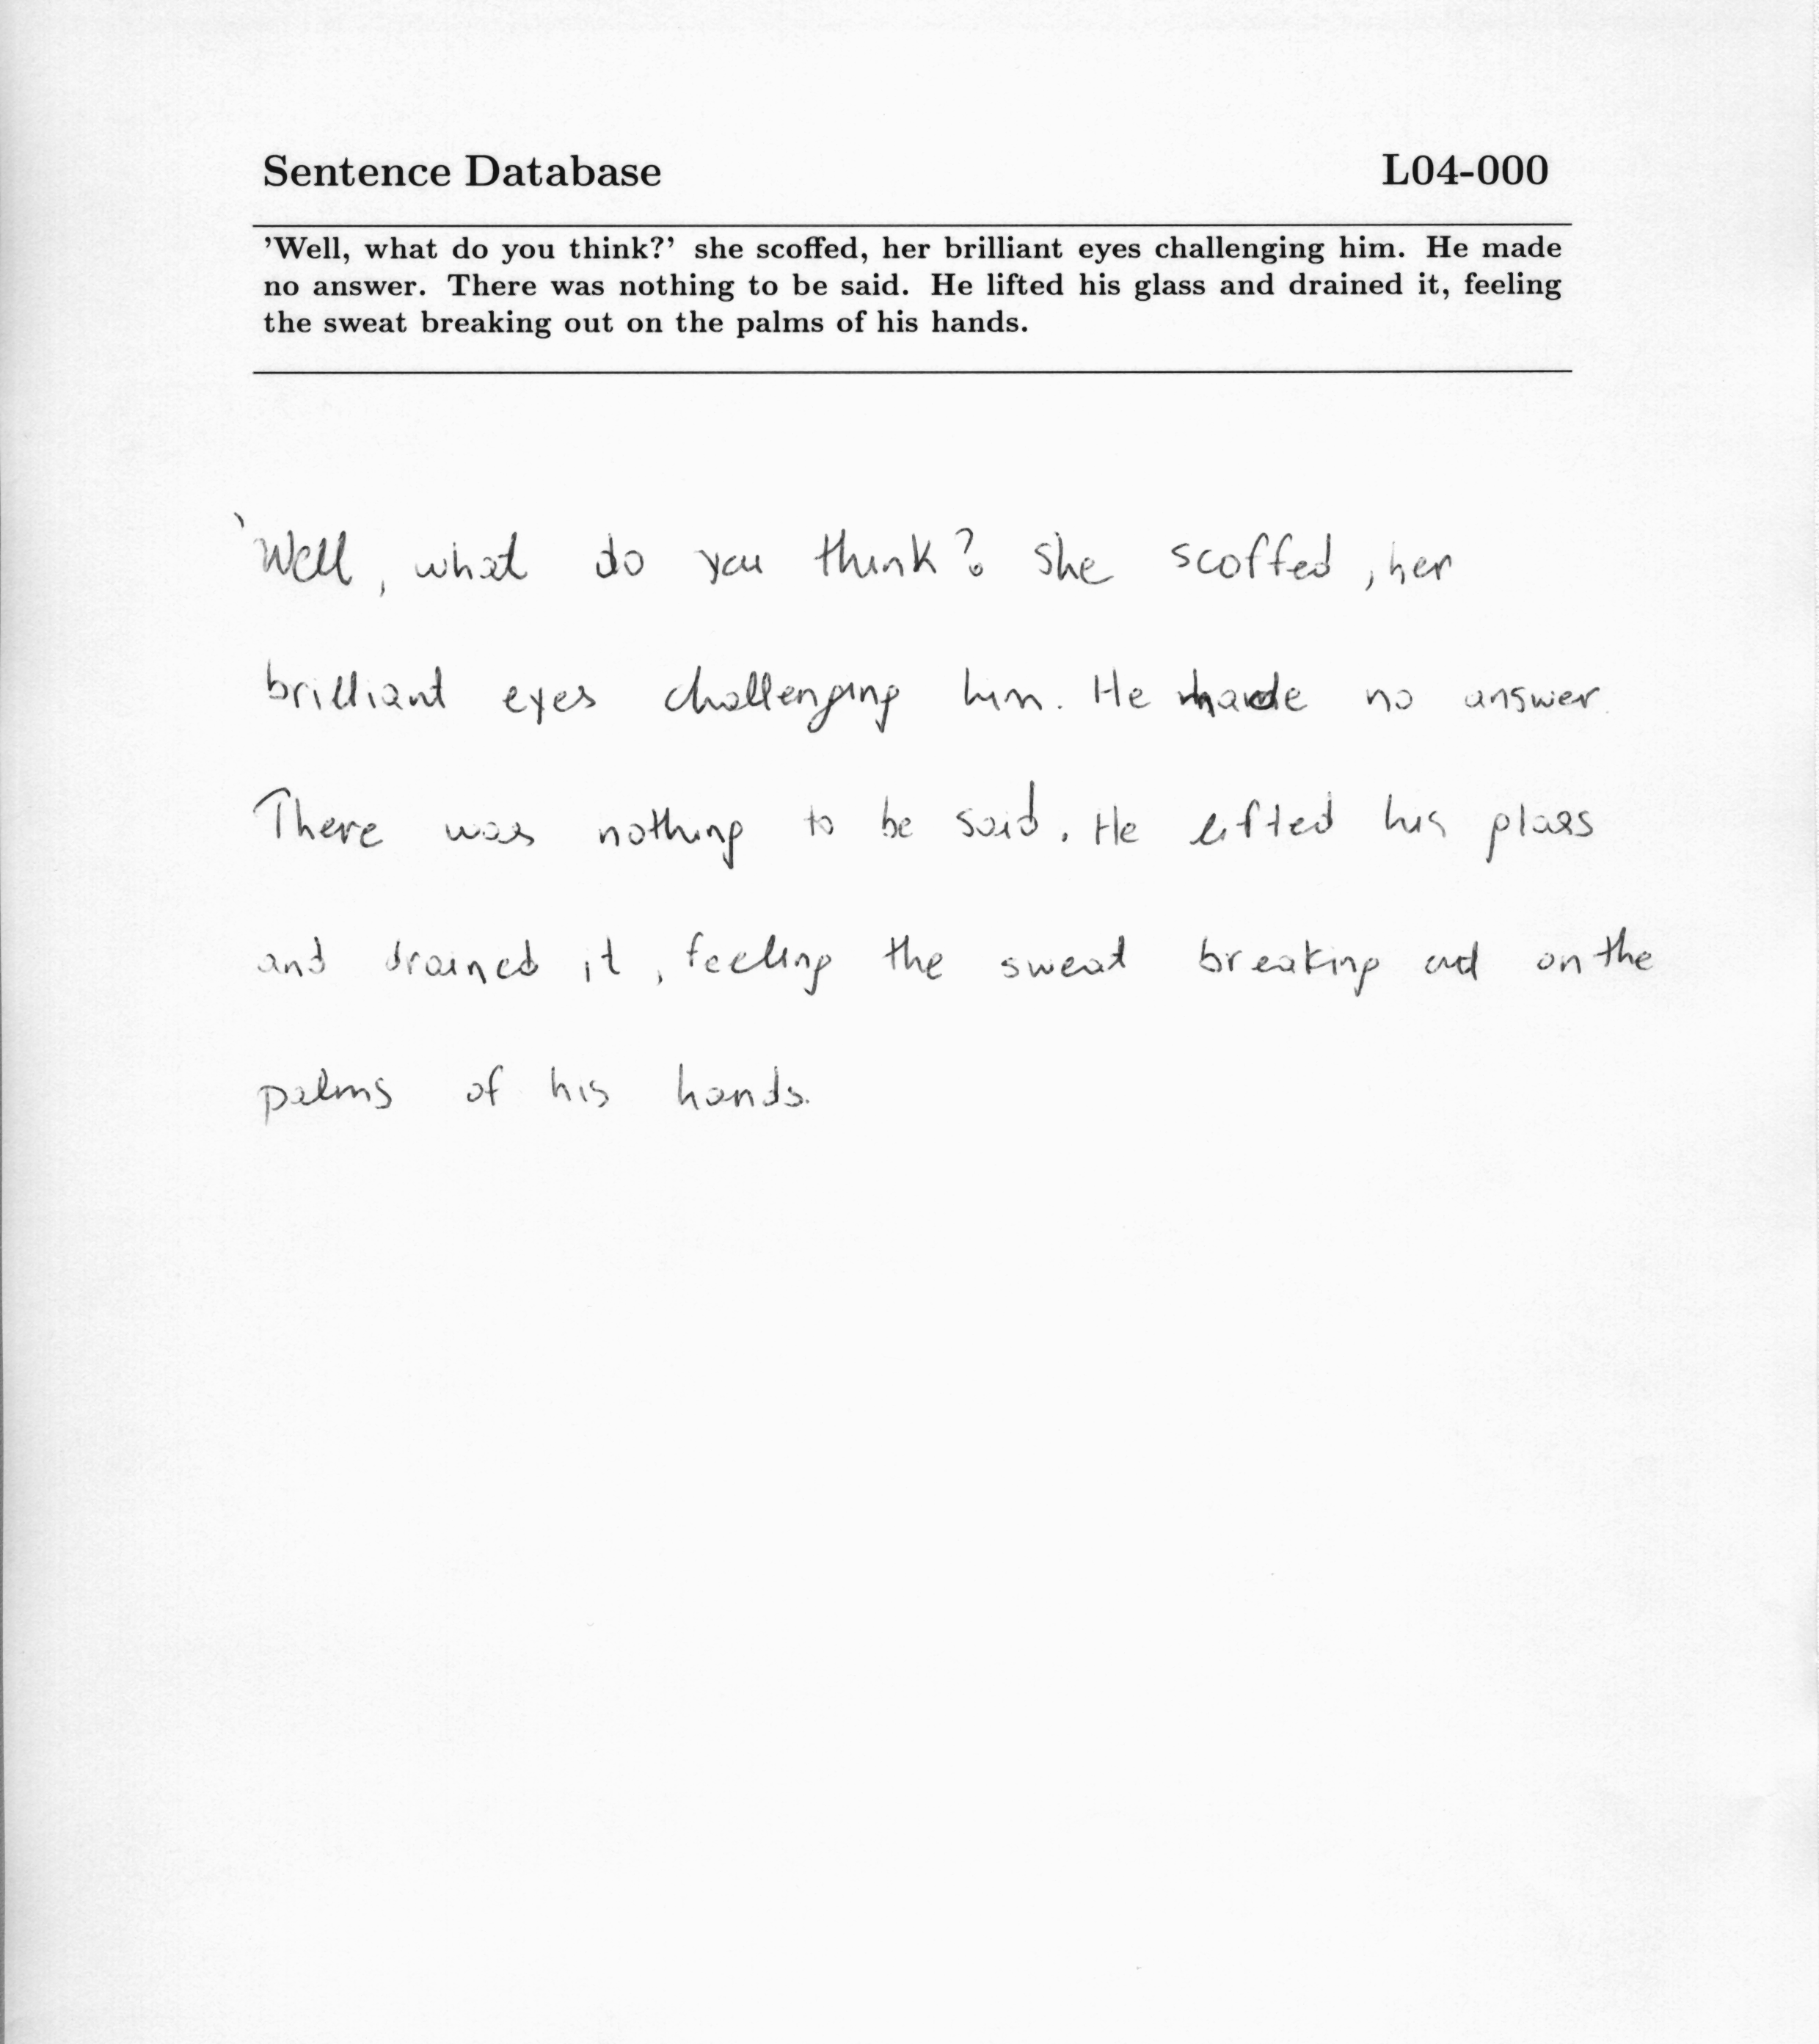 Sentence Database L04-000
'Well, what do you think?' she scoffed, her brilliant eyes challenging him. He made
no answer. There was nothing to be said. He lifted his glass and drained it, feeling
the sweat breaking out on the palms of his hands.
'Well, what do you think? she scoffed, her
brilliant eyes challenging him. He made no answer.
There was nothing to be said. He lifted his glass
and drained it, feeling the sweat breaking out on the
palms of his hands.